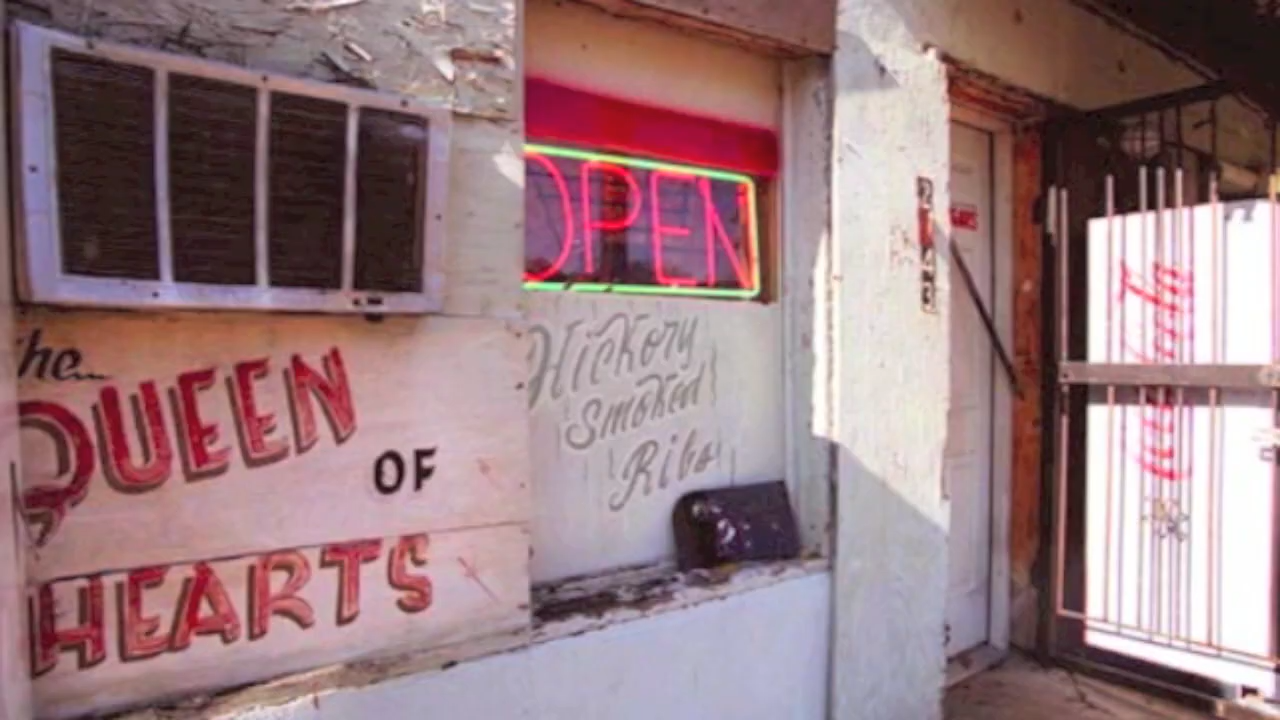 the...
QUEEN
OF
HEARTS
OPEN
Hickory
Smoked
Ribs